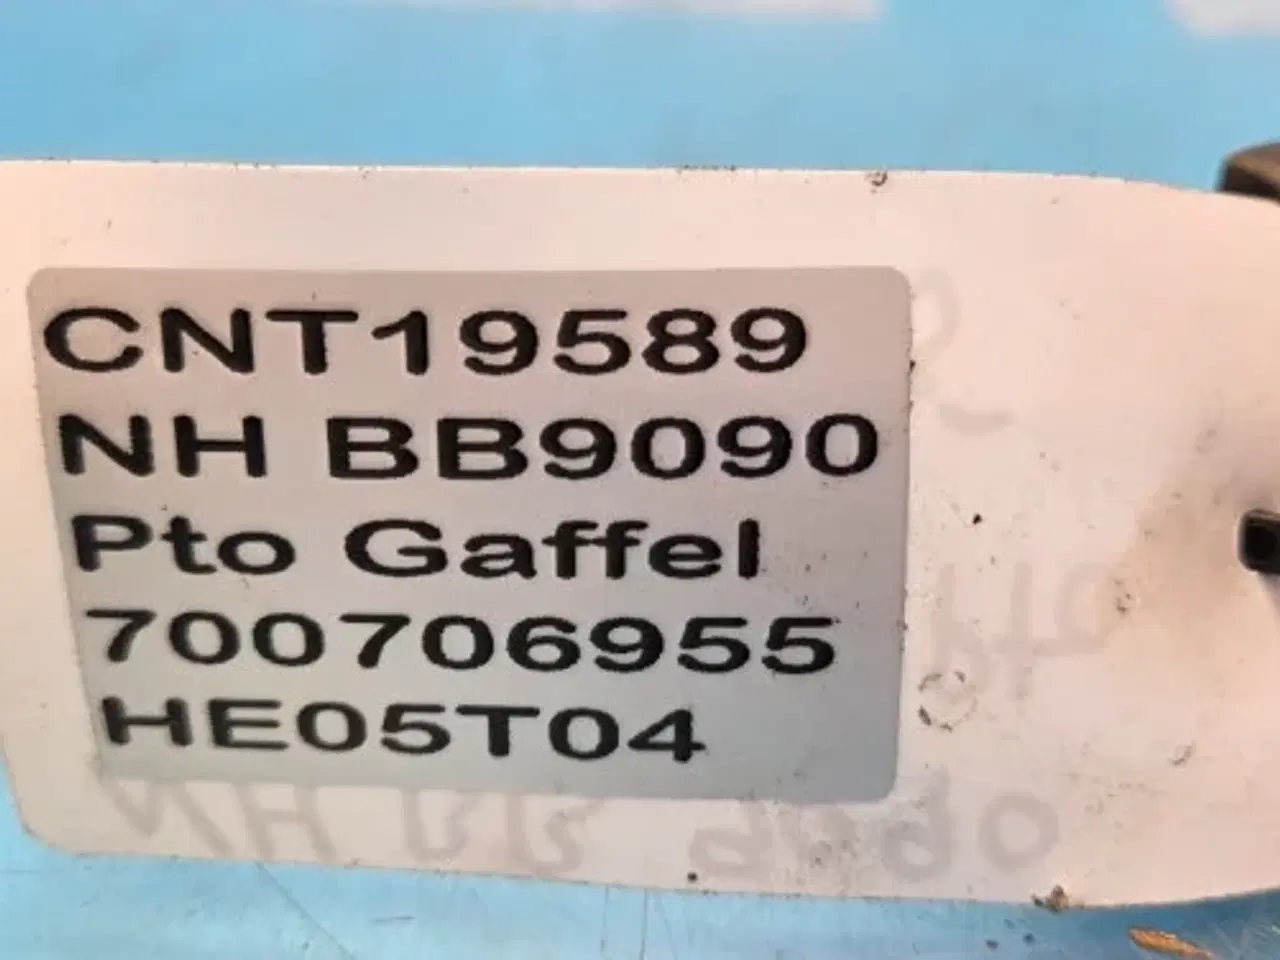 CNT19589
NH BB9090
Pto Gaffel
700706955
HE05T04